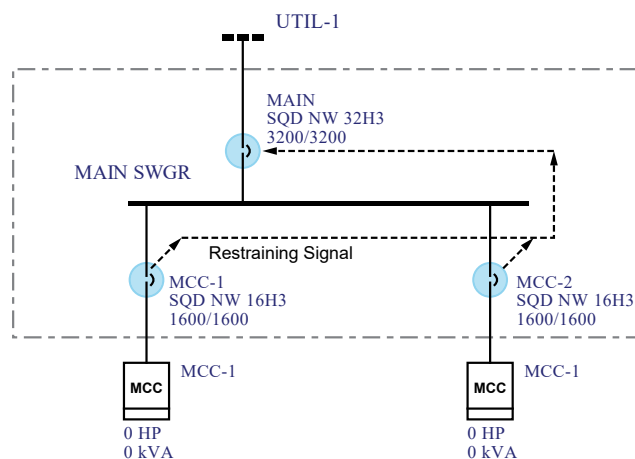 UTIL-1
MAIN
SQD NW 32H3
3200/3200
MAIN SWGR
Restraining Signal
MCC-1
SQD NW 16H3
1600/1600
MCC-2
SQD NW 16H3
1600/1600
MCC
MCC-1
0 HP
0 kVA
MCC
MCC-1
0 HP
0 kVA